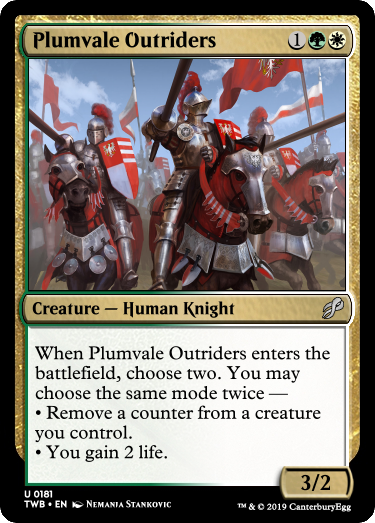 Plumvale Outriders 1
Creature — Human Knight
When Plumvale Outriders enters the
battlefield, choose two. You may
choose the same mode twice —
• Remove a counter from a creature
you control.
• You gain 2 life.
3/2
U 0181
TWB • EN Nemania Stankovic
™ & © 2019 CanterburyEgg